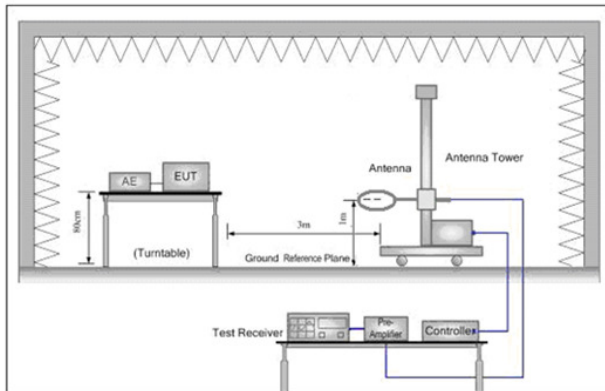 AE
EUT
80cm
(Turntable)
3m
Antenna
Antenna Tower
1m
Ground Reference Plane
Test Receiver
Pre-
Amplifier
Controller